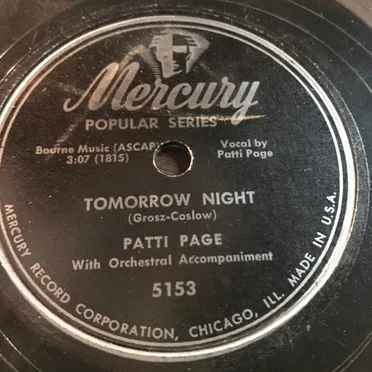 Mercury
POPULAR SERIES
Bourne Music (ASCAP)
3:07 (1815)
Vocal by
Patti Page
TOMORROW NIGHT
(Grosz-Coslow)
PATTI PAGE
With Orchestral Accompaniment
5153
MERCURY RECORD CORPORATION, CHICAGO, ILL. MADE IN U.S.A.